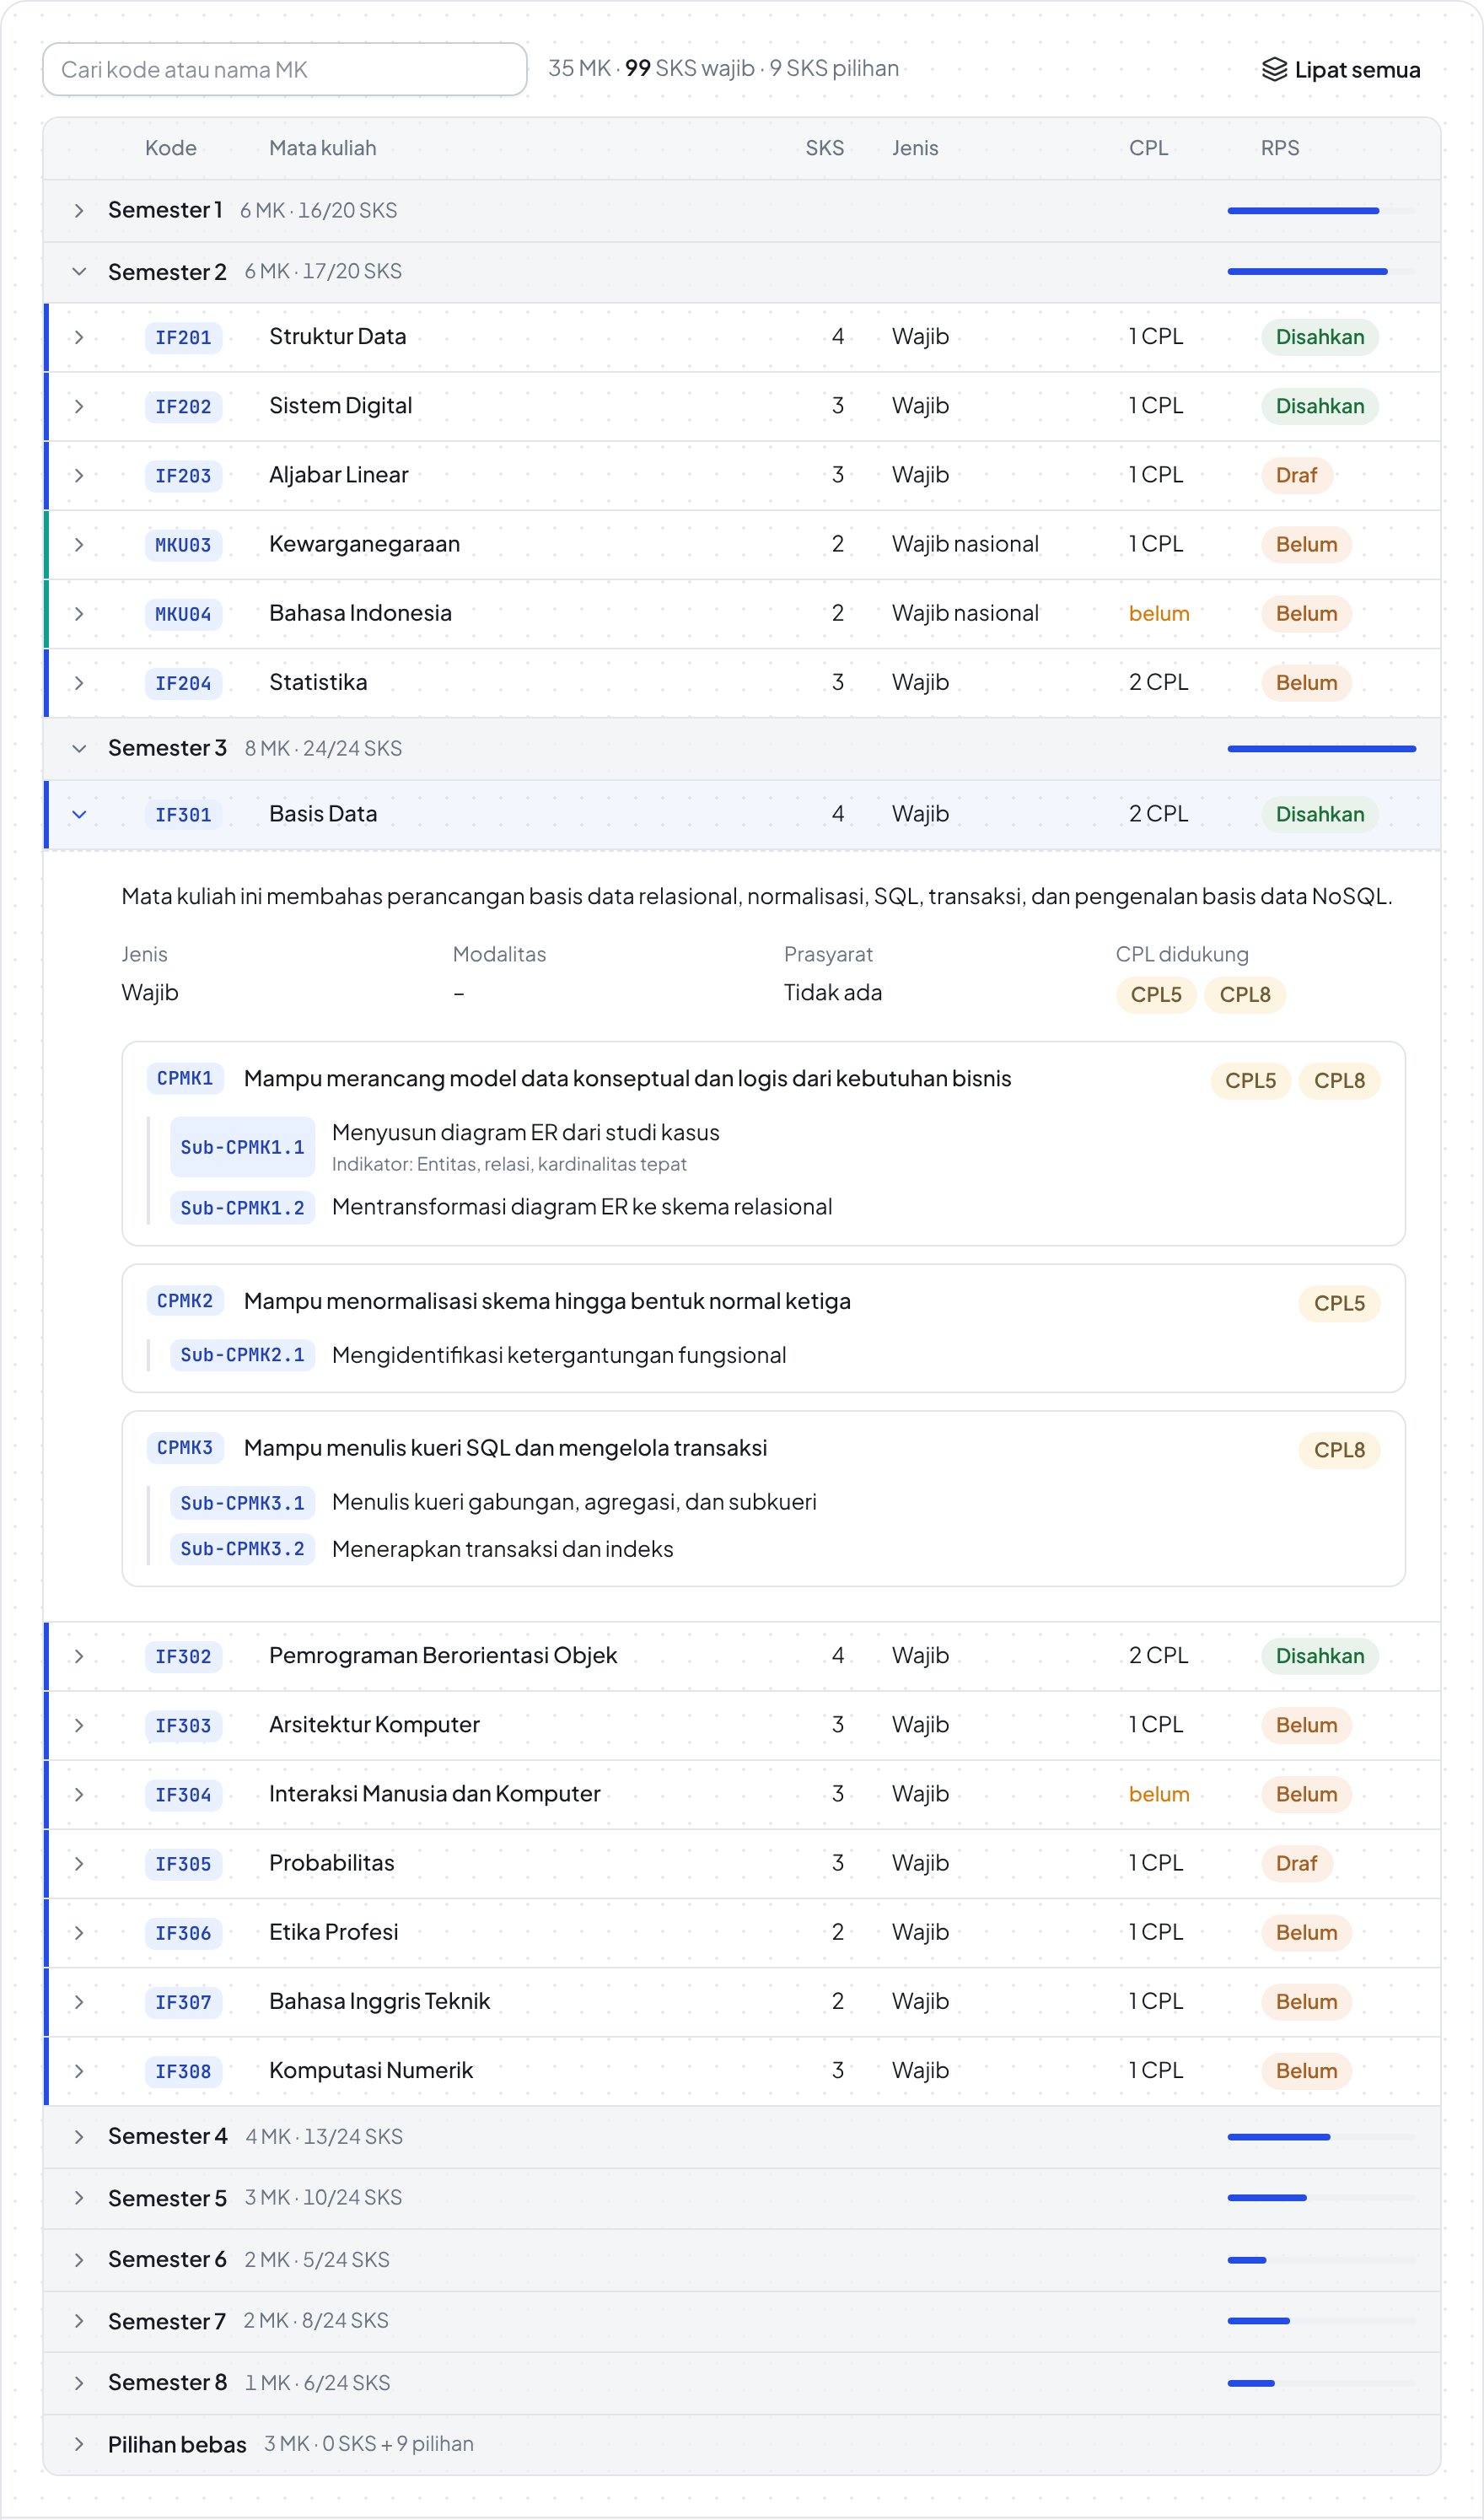 Cari kode atau nama MK 35 MK · 99 SKS wajib · 9 SKS pilihan Lipat semua
Kode Mata kuliah SKS Jenis CPL RPS
Semester 1 6 MK · 16/20 SKS
Semester 2 6 MK · 17/20 SKS
IF201 Struktur Data 4 Wajib 1 CPL Disahkan
IF202 Sistem Digital 3 Wajib 1 CPL Disahkan
IF203 Aljabar Linear 3 Wajib 1 CPL Draf
MKU03 Kewarganegaraan 2 Wajib nasional 1 CPL Belum
MKU04 Bahasa Indonesia 2 Wajib nasional belum Belum
IF204 Statistika 3 Wajib 2 CPL Belum
Semester 3 8 MK · 24/24 SKS
IF301 Basis Data 4 Wajib 2 CPL Disahkan
Mata kuliah ini membahas perancangan basis data relasional, normalisasi, SQL, transaksi, dan pengenalan basis data NoSQL.
Jenis Modalitas Prasyarat CPL didukung
Wajib – Tidak ada CPL5 CPL8
CPMK1 Mampu merancang model data konseptual dan logis dari kebutuhan bisnis CPL5 CPL8
Sub-CPMK1.1 Menyusun diagram ER dari studi kasus
Indikator: Entitas, relasi, kardinalitas tepat
Sub-CPMK1.2 Mentransformasi diagram ER ke skema relasional
CPMK2 Mampu menormalisasi skema hingga bentuk normal ketiga CPL5
Sub-CPMK2.1 Mengidentifikasi ketergantungan fungsional
CPMK3 Mampu menulis kueri SQL dan mengelola transaksi CPL8
Sub-CPMK3.1 Menulis kueri gabungan, agregasi, dan subkueri
Sub-CPMK3.2 Menerapkan transaksi dan indeks
IF302 Pemrograman Berorientasi Objek 4 Wajib 2 CPL Disahkan
IF303 Arsitektur Komputer 3 Wajib 1 CPL Belum
IF304 Interaksi Manusia dan Komputer 3 Wajib belum Belum
IF305 Probabilitas 3 Wajib 1 CPL Draf
IF306 Etika Profesi 2 Wajib 1 CPL Belum
IF307 Bahasa Inggris Teknik 2 Wajib 1 CPL Belum
IF308 Komputasi Numerik 3 Wajib 1 CPL Belum
Semester 4 4 MK · 13/24 SKS
Semester 5 3 MK · 10/24 SKS
Semester 6 2 MK · 5/24 SKS
Semester 7 2 MK · 8/24 SKS
Semester 8 1 MK · 6/24 SKS
Pilihan bebas 3 MK · 0 SKS + 9 pilihan